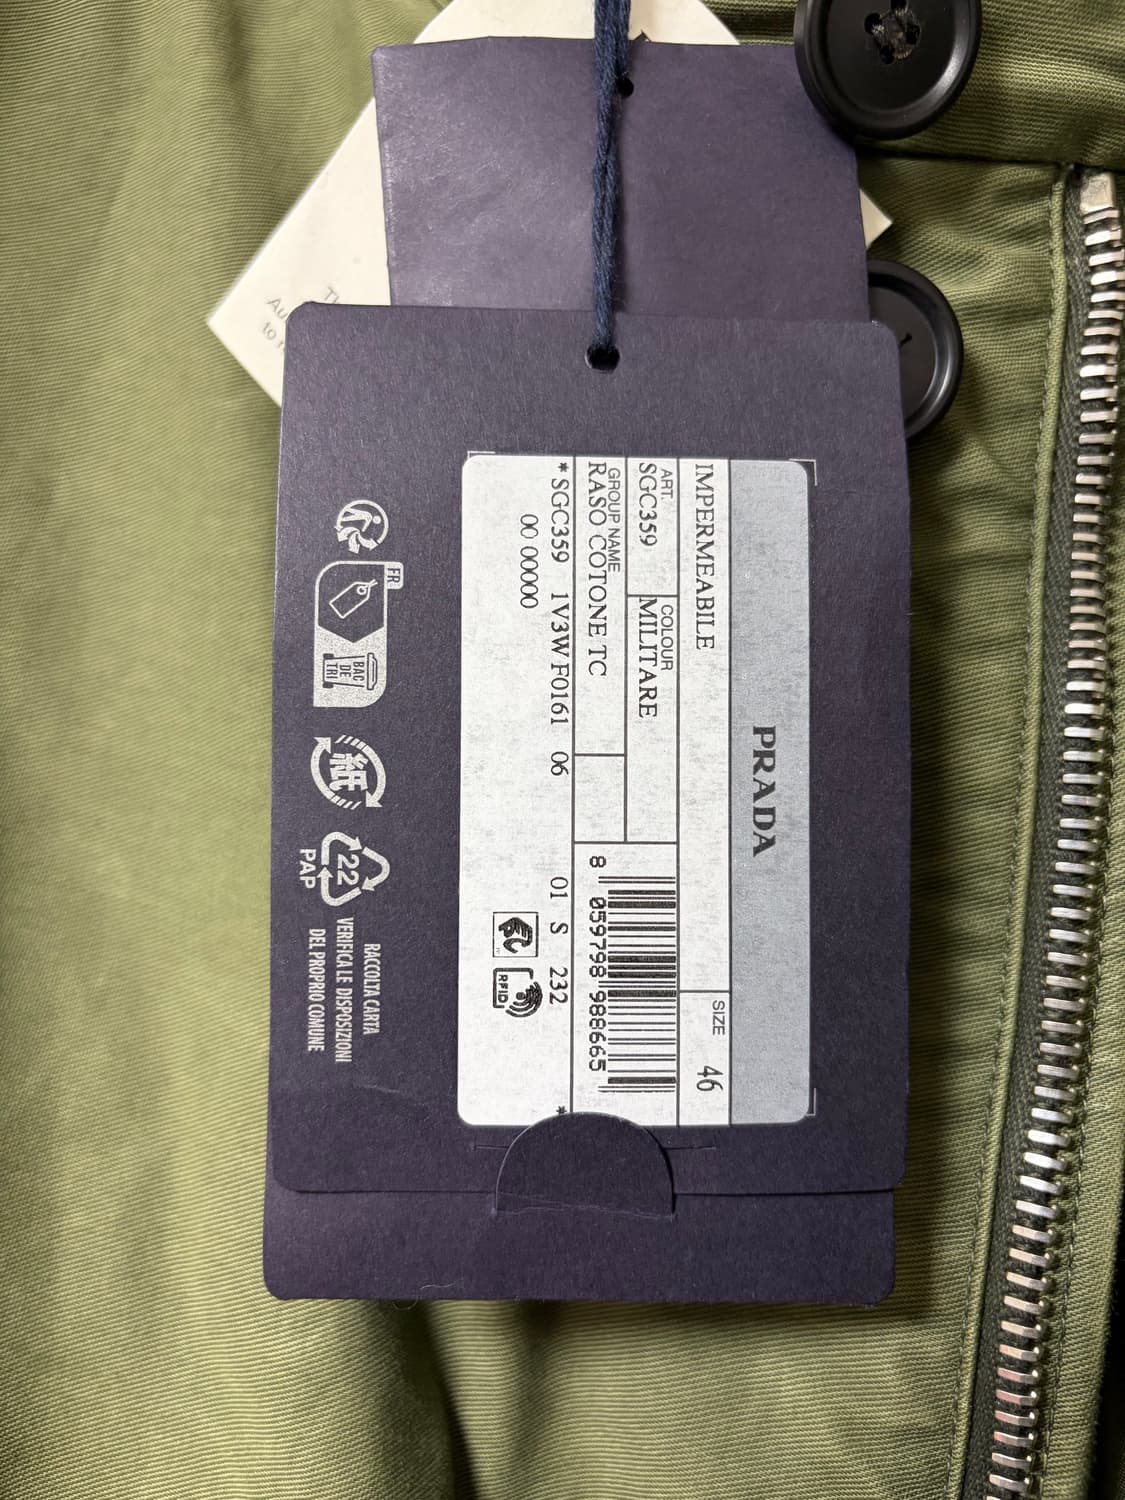 PRADA
IMPERMEABILE
SIZE 46
ART. COLOUR
SGC359 MILITARE
GROUP NAME
RASO COTONE TC
8 059798 988665
* SGC359 1V3W F0161 06 01 S 232 *
00 00000
RFID
FR
BAC
DE
TRI
紙
22
PAP
RACCOLTA CARTA
VERIFICA LE DISPOSIZIONI
DEL PROPRIO COMUNE